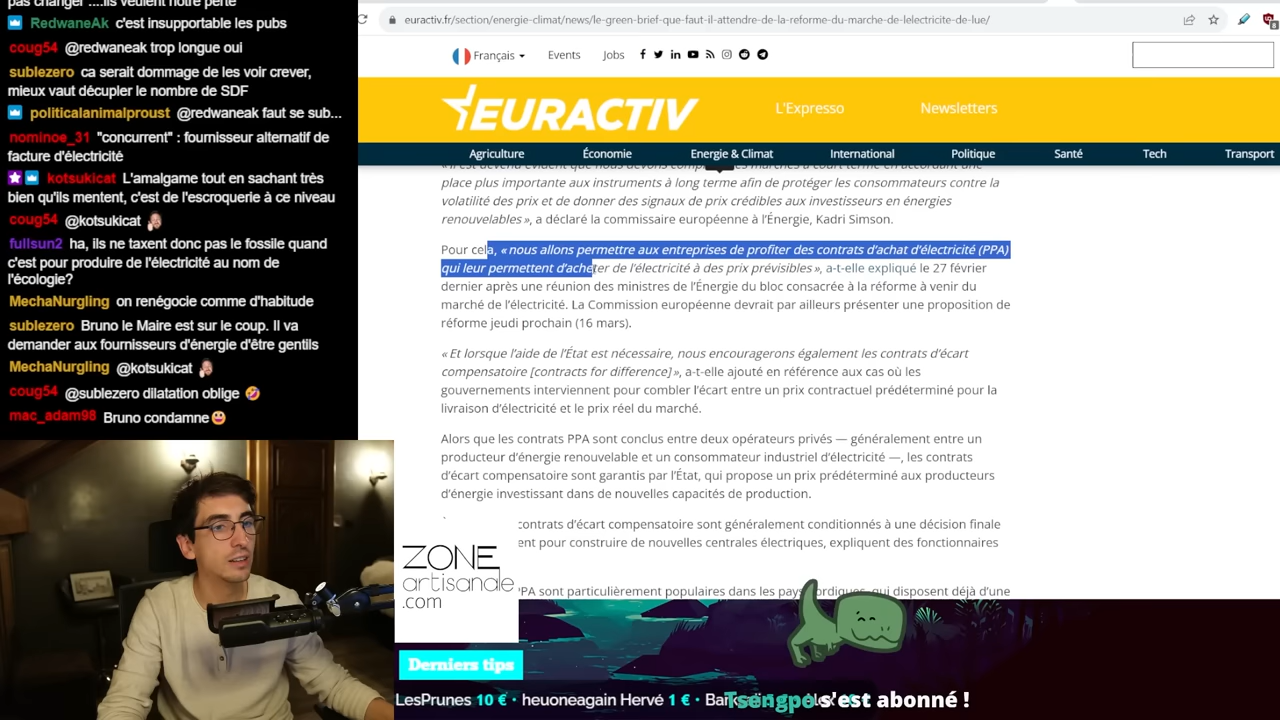 pas changer ....ils veulent notre perte
RedwaneAk c'est insupportable les pubs
coug54 @redwaneak trop longue oui
sublezero ca serait dommage de les voir crever,
mieux vaut décupler le nombre de SDF
politicalanimalproust @redwaneak faut se sub...
nominoe_31 "concurrent" : fournisseur alternatif de
facture d'électricité
kotsukicat L'amalgame tout en sachant très
bien qu'ils mentent, c'est de l'escroquerie à ce niveau
coug54 @kotsukicat
fullsun2 ha, ils ne taxent donc pas le fossile quand
c'est pour produire de l'électricité au nom de
l'écologie?
MechaNurgling on renégocie comme d'habitude
sublezero Bruno le Maire est sur le coup. Il va
demander aux fournisseurs d'énergie d'être gentils
MechaNurgling @kotsukicat
coug54 @sublezero dilatation oblige 🤣
mac_adam98 Bruno condamne😃
euractiv.fr/section/energie-climat/news/le-green-brief-que-faut-il-attendre-de-la-reforme-du-marche-de-lelectricite-de-lue/
Français Events Jobs
EURACTIV L'Expresso Newsletters
Agriculture Économie Energie & Climat International Politique Santé Tech Transport
place plus importante aux instruments à long terme afin de protéger les consommateurs contre la
volatilité des prix et de donner des signaux de prix crédibles aux investisseurs en énergies
renouvelables », a déclaré la commissaire européenne à l'Énergie, Kadri Simson.
Pour cela, « nous allons permettre aux entreprises de profiter des contrats d'achat d'électricité (PPA)
qui leur permettent d'acheter de l'électricité à des prix prévisibles », a-t-elle expliqué le 27 février
dernier après une réunion des ministres de l'Énergie du bloc consacrée à la réforme à venir du
marché de l'électricité. La Commission européenne devrait par ailleurs présenter une proposition de
réforme jeudi prochain (16 mars).
« Et lorsque l'aide de l'État est nécessaire, nous encouragerons également les contrats d'écart
compensatoire [contracts for difference] », a-t-elle ajouté en référence aux cas où les
gouvernements interviennent pour combler l'écart entre un prix contractuel prédéterminé pour la
livraison d'électricité et le prix réel du marché.
Alors que les contrats PPA sont conclus entre deux opérateurs privés — généralement entre un
producteur d'énergie renouvelable et un consommateur industriel d'électricité —, les contrats
d'écart compensatoire sont garantis par l'État, qui propose un prix prédéterminé aux producteurs
d'énergie investissant dans de nouvelles capacités de production.
contrats d'écart compensatoire sont généralement conditionnés à une décision finale
ent pour construire de nouvelles centrales électriques, expliquent des fonctionnaires
PPA sont particulièrement populaires dans les pays qui disposent déjà d'une
ZONE
artisanale
.com
Derniers tips
LesPrunes 10 € · heuoneagain Hervé 1 € ·
Tsengpo s'est abonné !